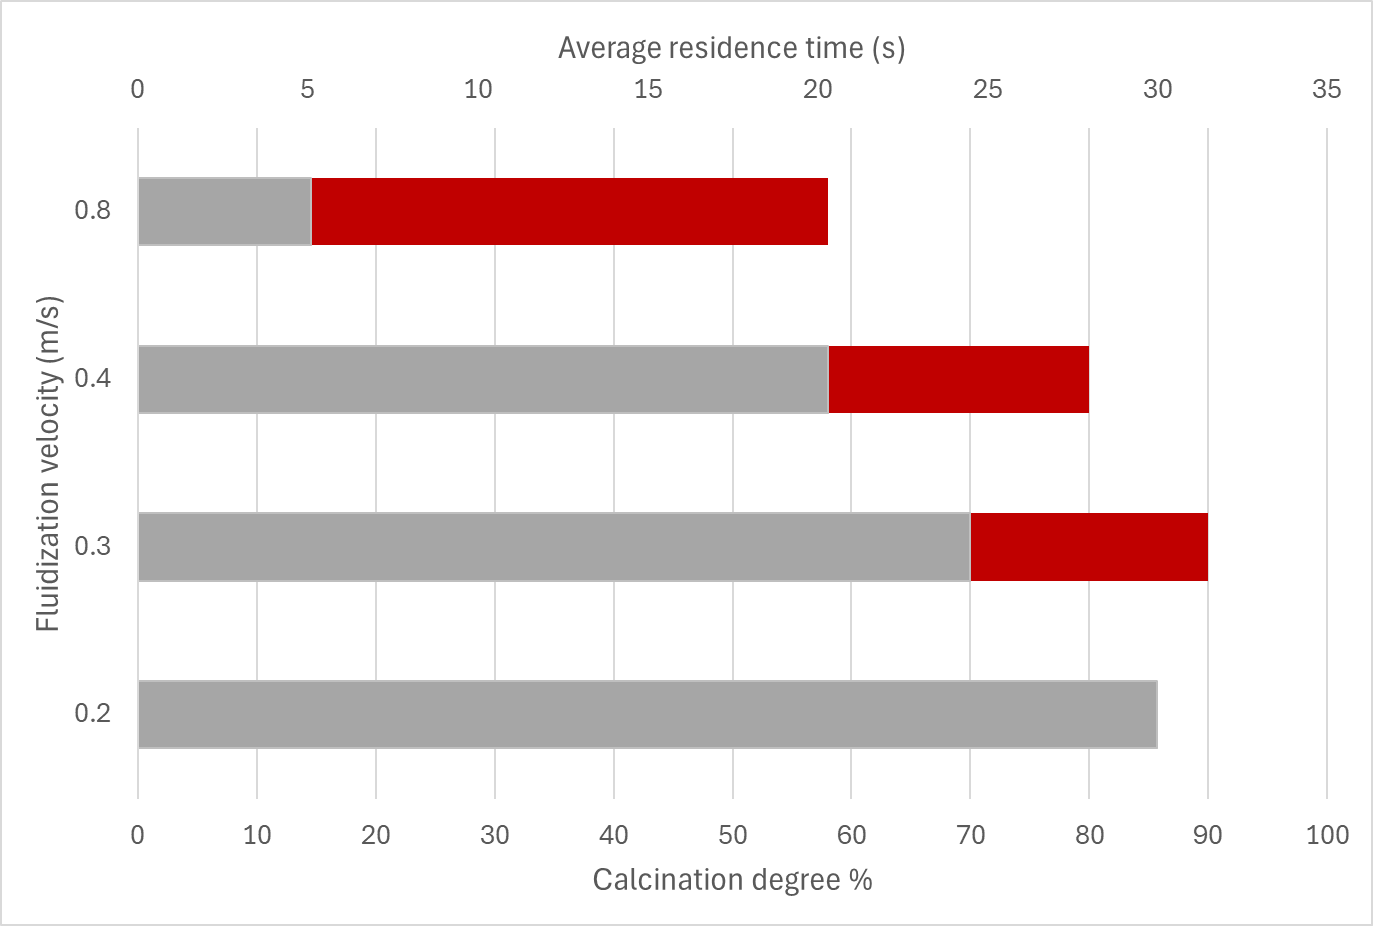 Average residence time (s)
0 5 10 15 20 25 30 35
0.8
0.4
0.3
0.2
Fluidization velocity (m/s)
0 10 20 30 40 50 60 70 80 90 100
Calcination degree %